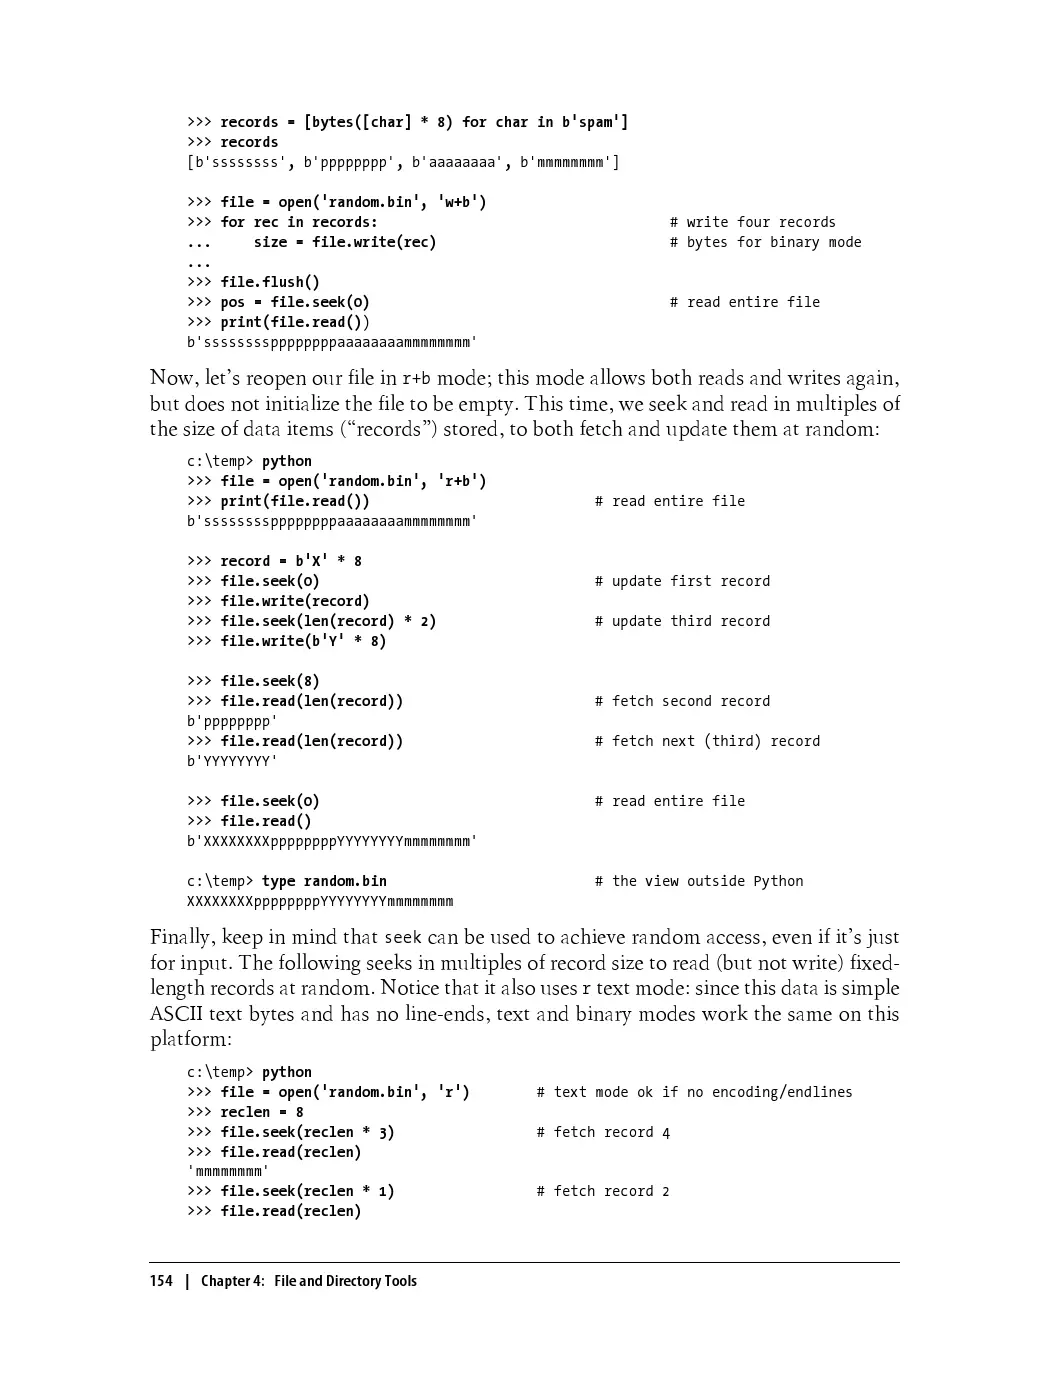 >>> records = [bytes([char] * 8) for char in b'spam']
>>> records
[b'ssssssss', b'pppppppp', b'aaaaaaaa', b'mmmmmmmm']
>>> file = open('random.bin', 'w+b')
>>> for rec in records: # write four records
... size = file.write(rec) # bytes for binary mode
...
>>> file.flush()
>>> pos = file.seek(0) # read entire file
>>> print(file.read())
b'ssssssssppppppppaaaaaaaammmmmmmm'
Now, let’s reopen our file in r+b mode; this mode allows both reads and writes again,
but does not initialize the file to be empty. This time, we seek and read in multiples of
the size of data items (“records”) stored, to both fetch and update them at random:
c:\temp> python
>>> file = open('random.bin', 'r+b')
>>> print(file.read()) # read entire file
b'ssssssssppppppppaaaaaaaammmmmmmm'
>>> record = b'X' * 8
>>> file.seek(0) # update first record
>>> file.write(record)
>>> file.seek(len(record) * 2) # update third record
>>> file.write(b'Y' * 8)
>>> file.seek(8)
>>> file.read(len(record)) # fetch second record
b'pppppppp'
>>> file.read(len(record)) # fetch next (third) record
b'YYYYYYYY'
>>> file.seek(0) # read entire file
>>> file.read()
b'XXXXXXXXppppppppYYYYYYYYmmmmmmmm'
c:\temp> type random.bin # the view outside Python
XXXXXXXXppppppppYYYYYYYYmmmmmmmm
Finally, keep in mind that seek can be used to achieve random access, even if it’s just
for input. The following seeks in multiples of record size to read (but not write) fixed-
length records at random. Notice that it also uses r text mode: since this data is simple
ASCII text bytes and has no line-ends, text and binary modes work the same on this
platform:
c:\temp> python
>>> file = open('random.bin', 'r') # text mode ok if no encoding/endlines
>>> reclen = 8
>>> file.seek(reclen * 3) # fetch record 4
>>> file.read(reclen)
'mmmmmmmm'
>>> file.seek(reclen * 1) # fetch record 2
>>> file.read(reclen)
154 | Chapter 4: File and Directory Tools